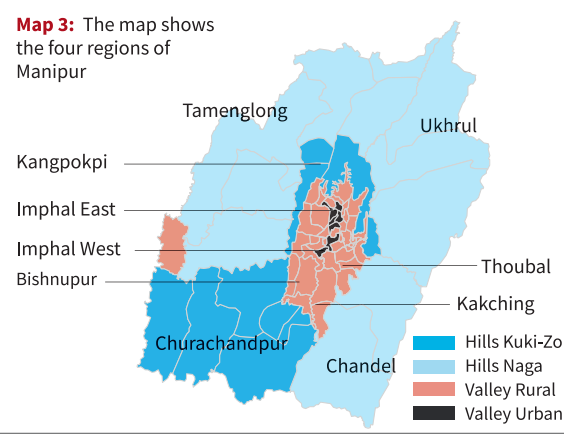 Map 3: The map shows
the four regions of
Manipur
Tamenglong
Ukhrul
Kangpokpi
Imphal East
Imphal West
Bishnupur
Thoubal
Kakching
Churachandpur
Chandel
Hills Kuki-Zo
Hills Naga
Valley Rural
Valley Urban